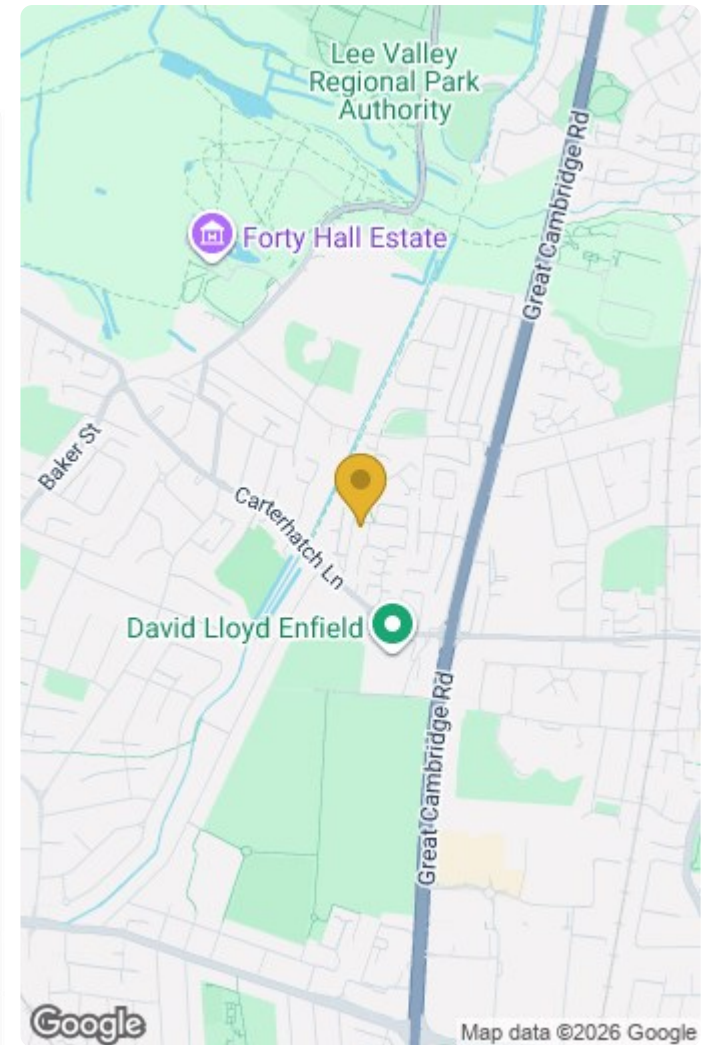 Lee Valley
Regional Park
Authority
Great Cambridge Rd
Forty Hall Estate
Baker St
Carterhatch Ln
David Lloyd Enfield
Great Cambridge Rd
Google
Map data ©2026 Google